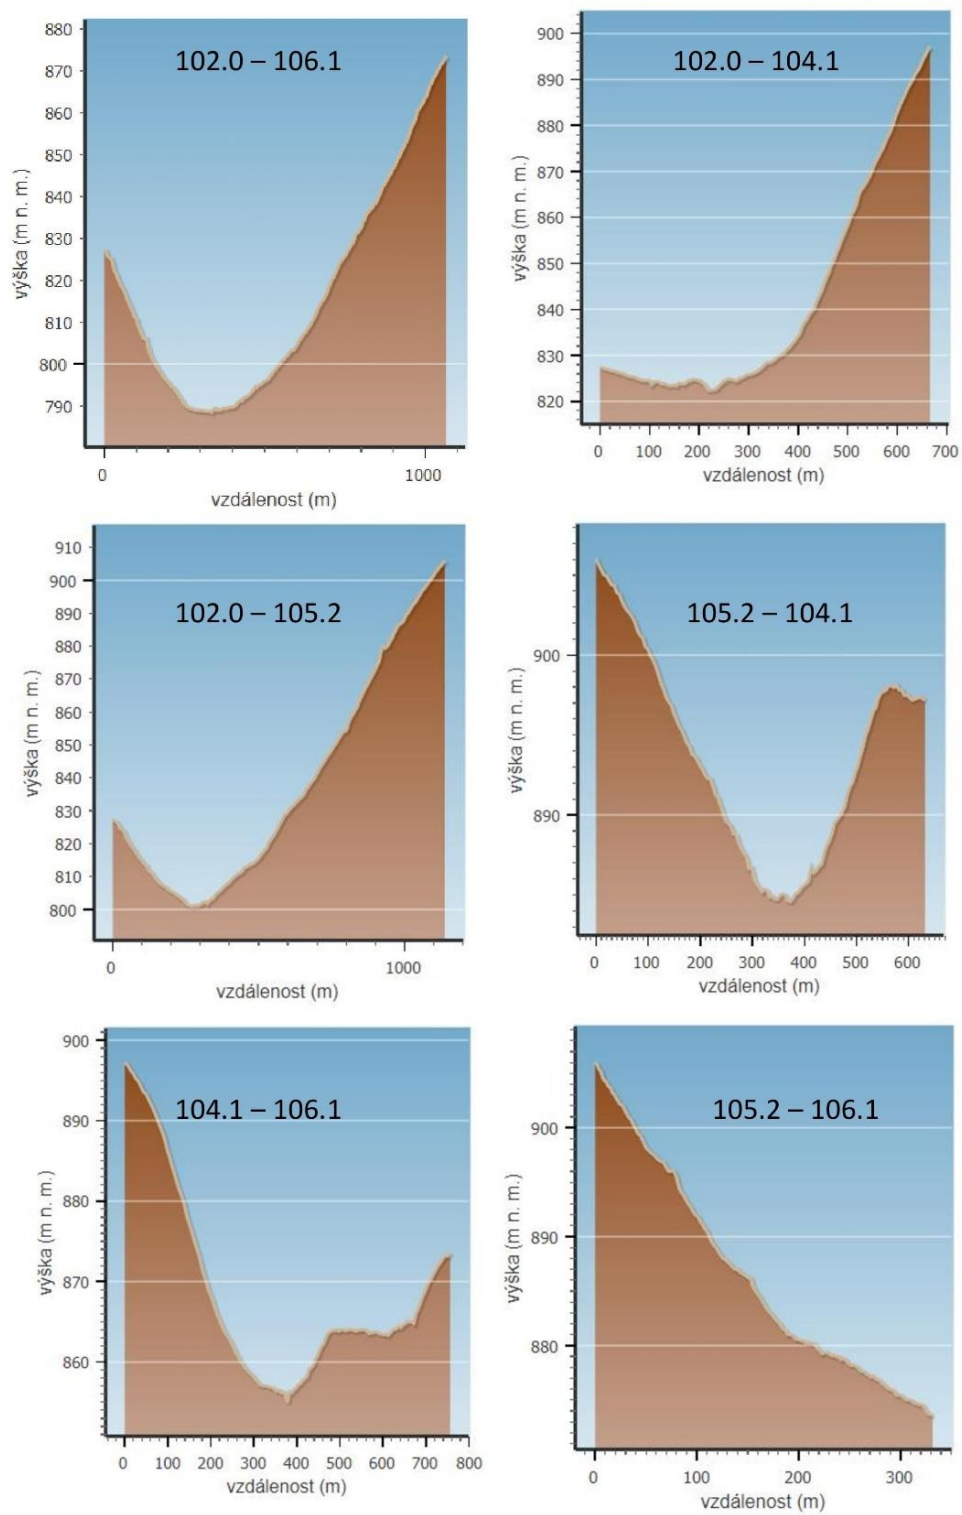 102.0 – 106.1
880
870
860
850
840
830
820
810
800
790
výška (m n. m.)
0
1000
vzdálenost (m)
102.0 – 104.1
900
890
880
870
860
850
840
830
820
výška (m n. m.)
0 100 200 300 400 500 600 700
vzdálenost (m)
102.0 – 105.2
910
900
890
880
870
860
850
840
830
820
810
800
výška (m n. m.)
0
1000
vzdálenost (m)
105.2 – 104.1
900
890
výška (m n. m.)
0 100 200 300 400 500 600
vzdálenost (m)
104.1 – 106.1
900
890
880
870
860
výška (m n. m.)
0 100 200 300 400 500 600 700 800
vzdálenost (m)
105.2 – 106.1
900
890
880
výška (m n. m.)
0 100 200 300
vzdálenost (m)